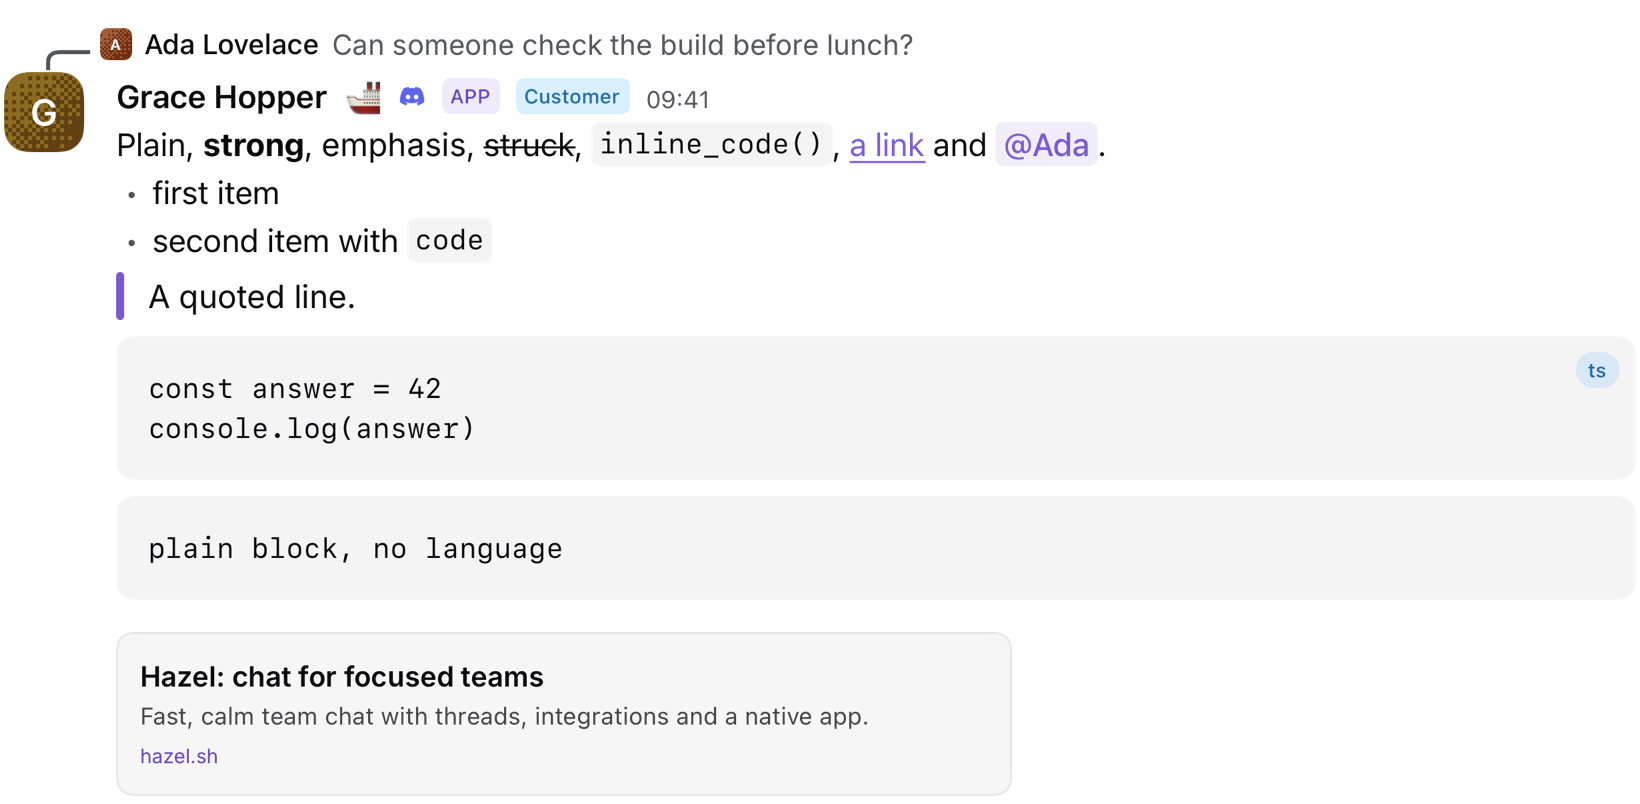 A Ada Lovelace Can someone check the build before lunch?
G
Grace Hopper APP Customer 09:41
Plain, strong, emphasis, struck, inline_code(), a link and @Ada.
• first item
• second item with code
A quoted line.
const answer = 42
ts
console.log(answer)
plain block, no language
Hazel: chat for focused teams
Fast, calm team chat with threads, integrations and a native app.
hazel.sh